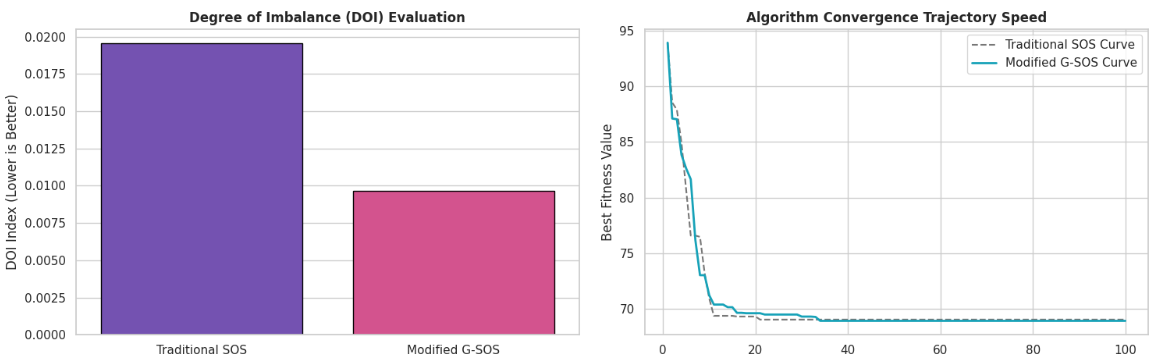 Degree of Imbalance (DOI) Evaluation
DOI Index (Lower is Better)
0.0200
0.0175
0.0150
0.0125
0.0100
0.0075
0.0050
0.0025
0.0000
Traditional SOS
Modified G-SOS
Algorithm Convergence Trajectory Speed
Traditional SOS Curve
Modified G-SOS Curve
Best Fitness Value
95
90
85
80
75
70
0
20
40
60
80
100